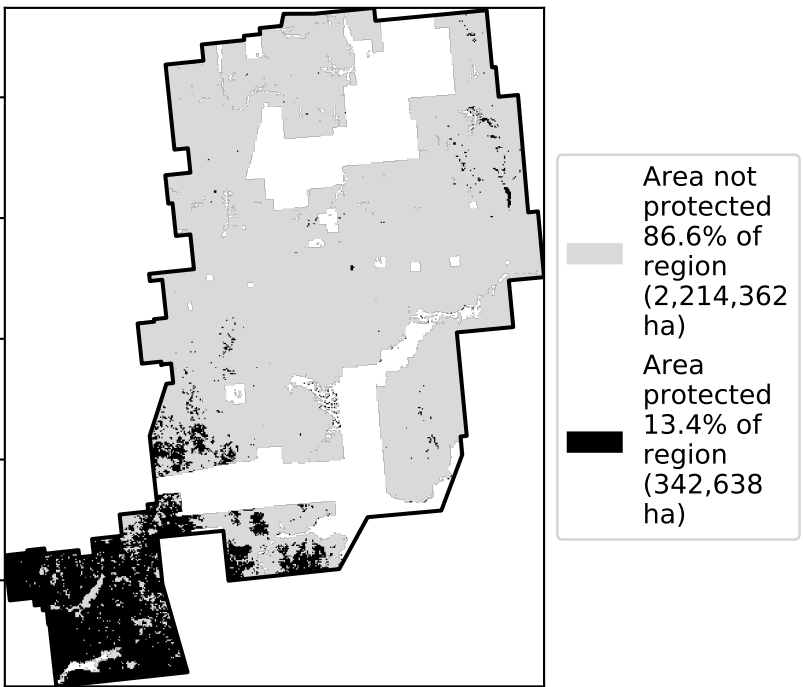 Area not
protected
86.6% of
region
(2,214,362
ha)
Area
protected
13.4% of
region
(342,638
ha)